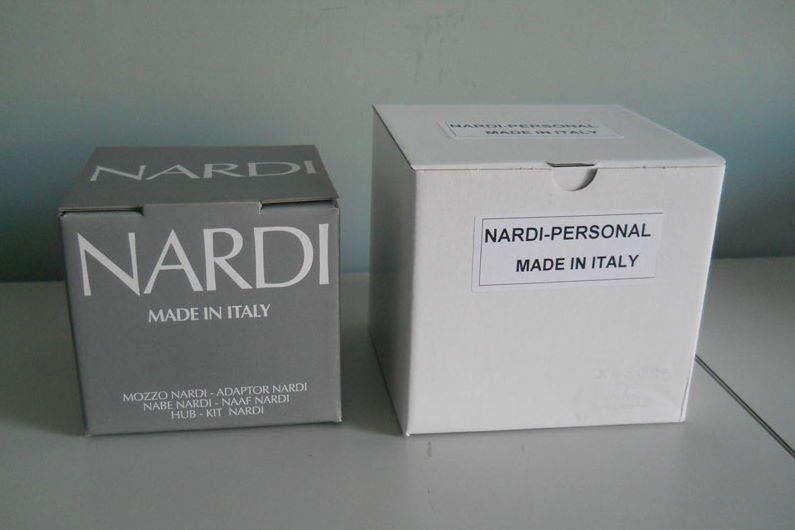 NARDI
NARDI
MADE IN ITALY
MOZZO NARDI - ADAPTOR NARDI
NABE NARDI - NAAF NARDI
HUB - KIT NARDI
NARDI-PERSONAL
MADE IN ITALY
NARDI-PERSONAL
MADE IN ITALY